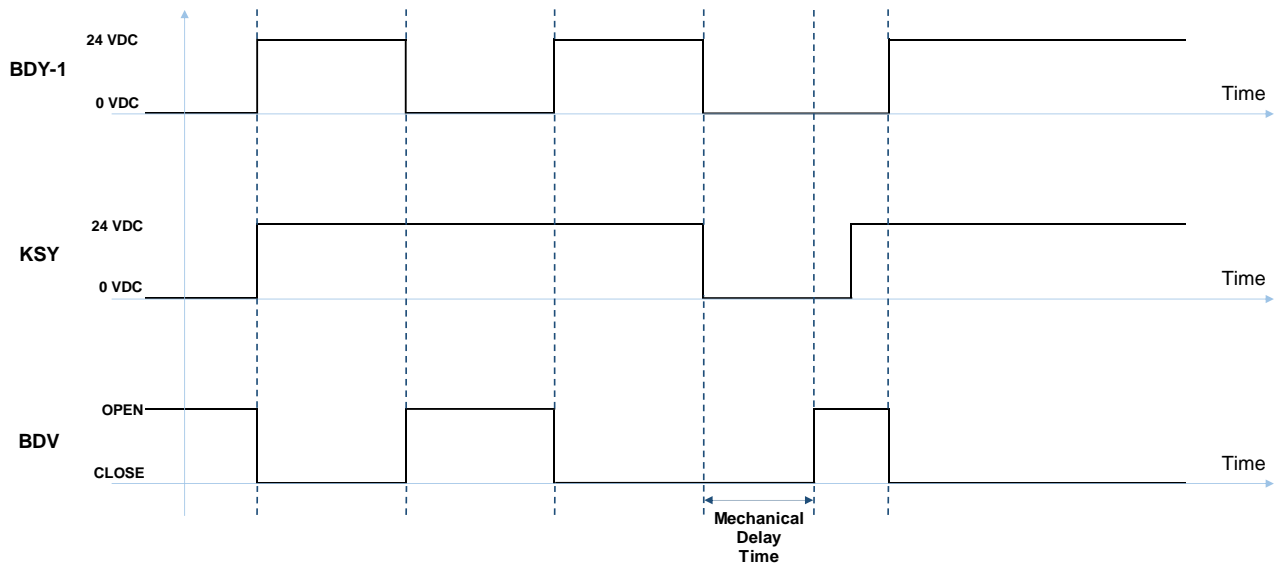 24 VDC
BDY-1
0 VDC
Time
24 VDC
KSY
0 VDC
Time
OPEN
BDV
CLOSE
Time
Mechanical
Delay
Time